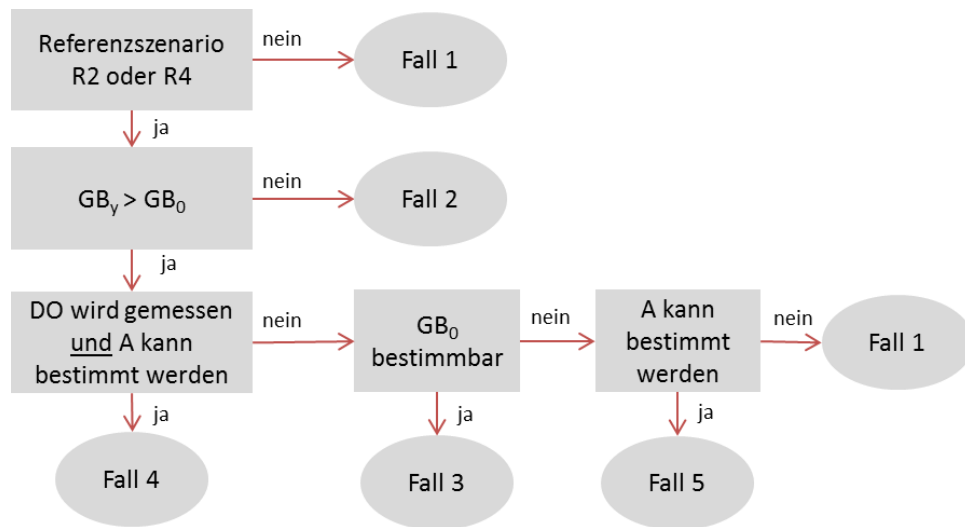 Referenzszenario
R2 oder R4
nein
Fall 1
ja
GBy > GB0
nein
Fall 2
ja
DO wird gemessen
und A kann
bestimmt werden
nein
GB0
bestimmbar
nein
A kann
bestimmt
werden
nein
Fall 1
ja
ja
ja
Fall 4
Fall 3
Fall 5